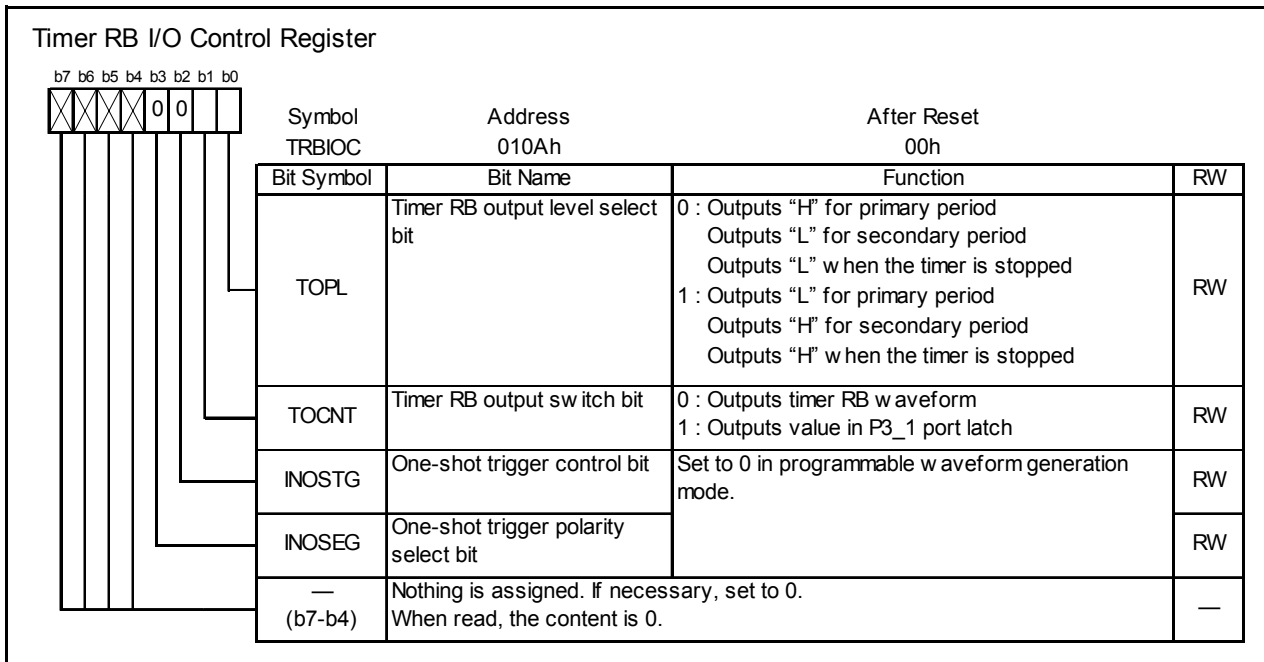 Timer RB I/O Control Register
b7 b6 b5 b4 b3 b2 b1 b0
0 0
Symbol Address After Reset
TRBIOC 010Ah 00h
Bit Symbol Bit Name Function RW
TOPL
Timer RB output level select
bit
0 : Outputs “H” for primary period
Outputs “L” for secondary period
Outputs “L” when the timer is stopped
1 : Outputs “L” for primary period
Outputs “H” for secondary period
Outputs “H” when the timer is stopped
RW
TOCNT
Timer RB output switch bit
0 : Outputs timer RB waveform
1 : Outputs value in P3_1 port latch
RW
INOSTG
One-shot trigger control bit
Set to 0 in programmable waveform generation
mode.
RW
INOSEG
One-shot trigger polarity
select bit
RW
—
(b7-b4)
Nothing is assigned. If necessary, set to 0.
When read, the content is 0.
—